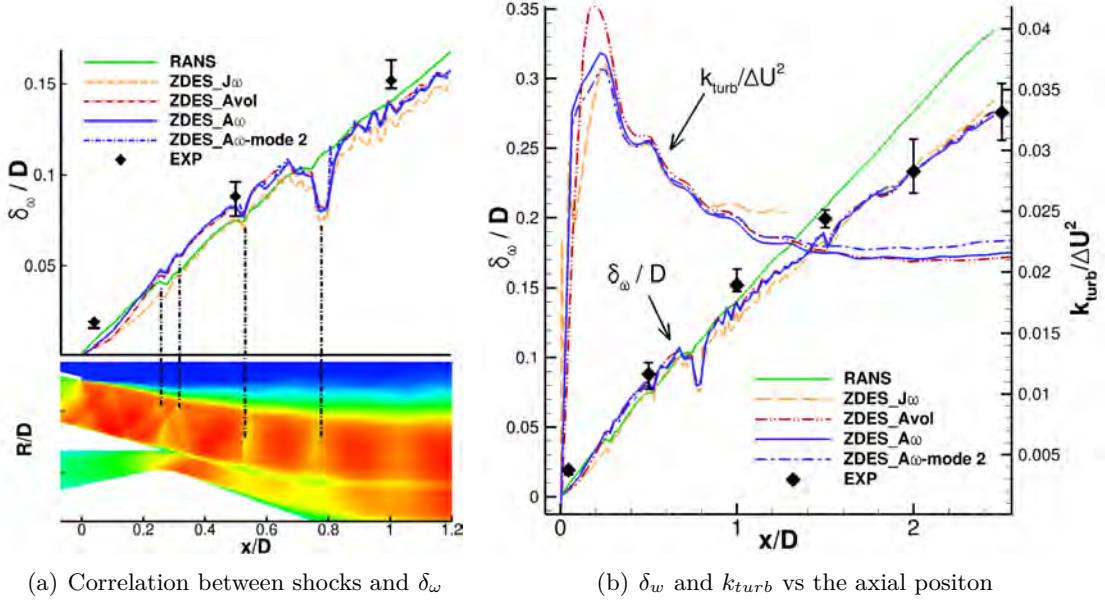 0.15
0.1
0.05
δω / D
RANS
ZDES_Jω
ZDES_Avol
ZDES_Aω
ZDES_Aω-mode 2
EXP
R/D
0 0.2 0.4 0.6 0.8 1 1.2
x/D
(a) Correlation between shocks and δω
0.35
0.3
0.25
0.2
0.15
0.1
0.05
0
δω / D
kturb/ΔU²
δω / D
RANS
ZDES_Jω
ZDES_Avol
ZDES_Aω
ZDES_Aω-mode 2
EXP
0.04
0.035
0.03
0.025
0.02
0.015
0.01
0.005
kturb/ΔU²
0 1 2
x/D
(b) δw and kturb vs the axial positon